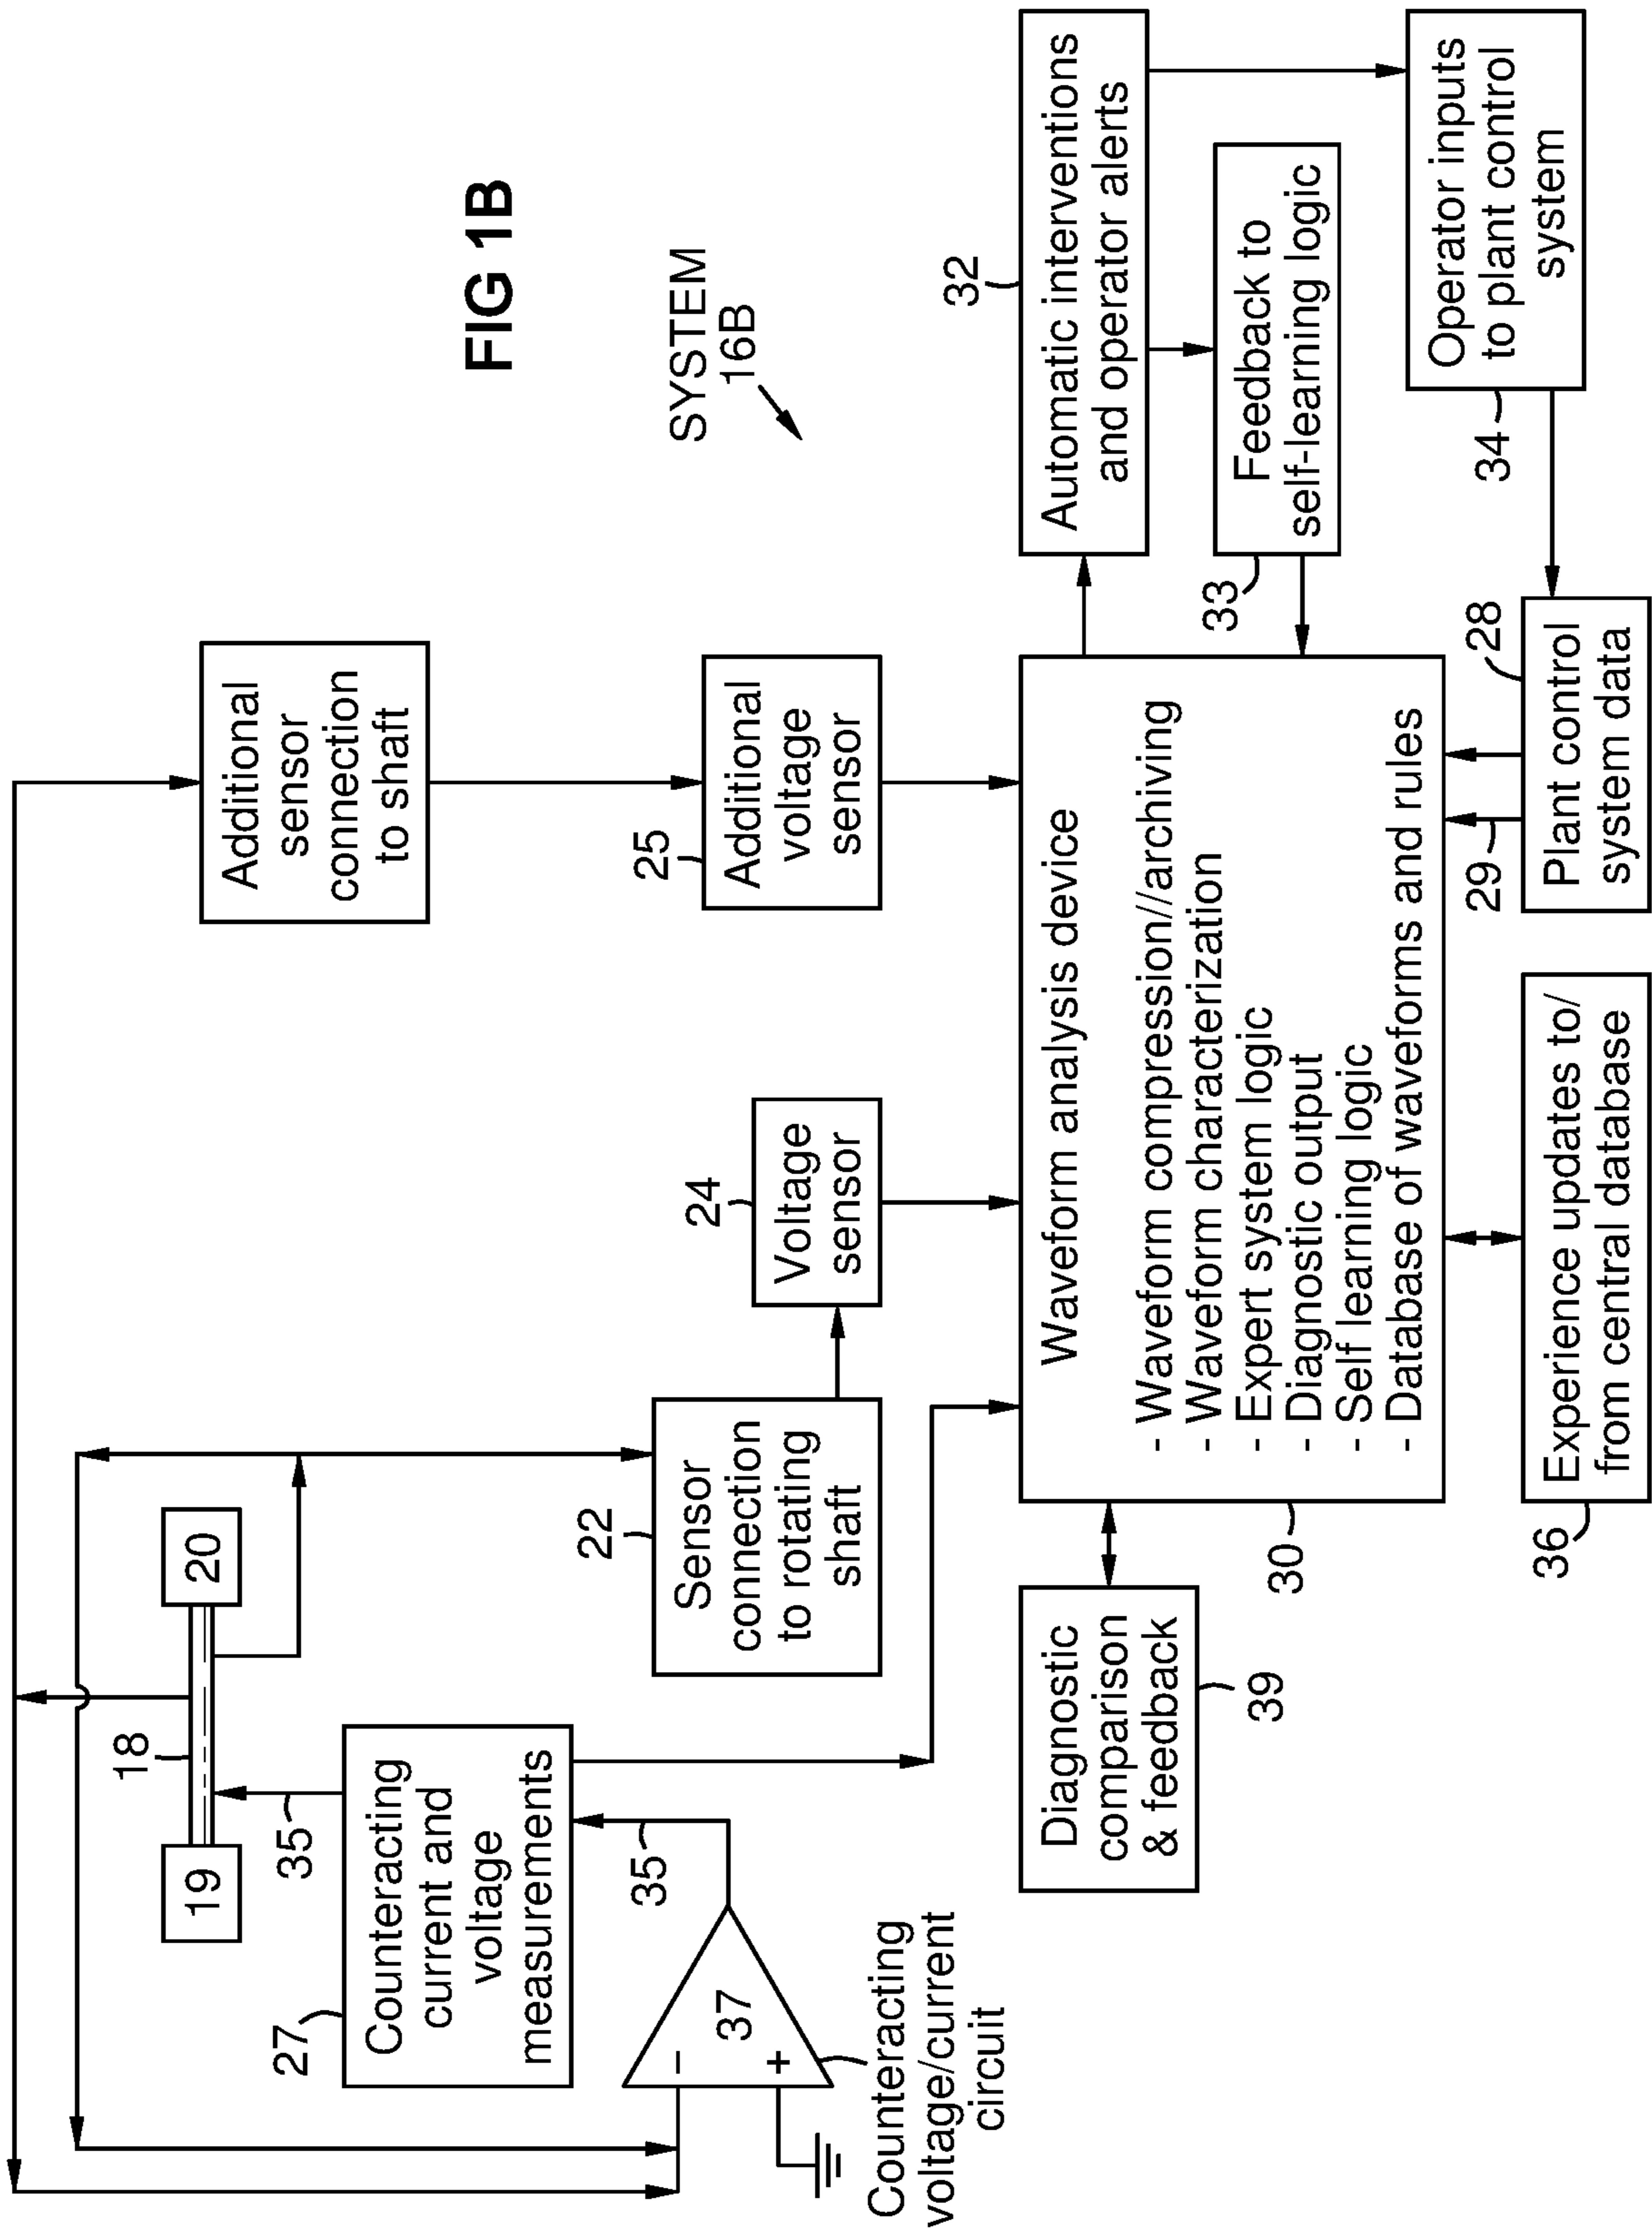 FIG 1B
SYSTEM
16B
19
18
20
35
27
Counteracting
current and
voltage
measurements
35
37
−
+
Counteracting
voltage/current
circuit
22
Sensor
connection
to rotating
shaft
24
Voltage
sensor
Additional
sensor
connection
to shaft
25
Additional
voltage
sensor
Waveform analysis device
- Waveform compression//archiving
- Waveform characterization
- Expert system logic
- Diagnostic output
- Self learning logic
- Database of waveforms and rules
30
Diagnostic
comparison
& feedback
39
32
Automatic interventions
and operator alerts
33
Feedback to
self-learning logic
34
Operator inputs
to plant control
system
28
29
Plant control
system data
36
Experience updates to/
from central database